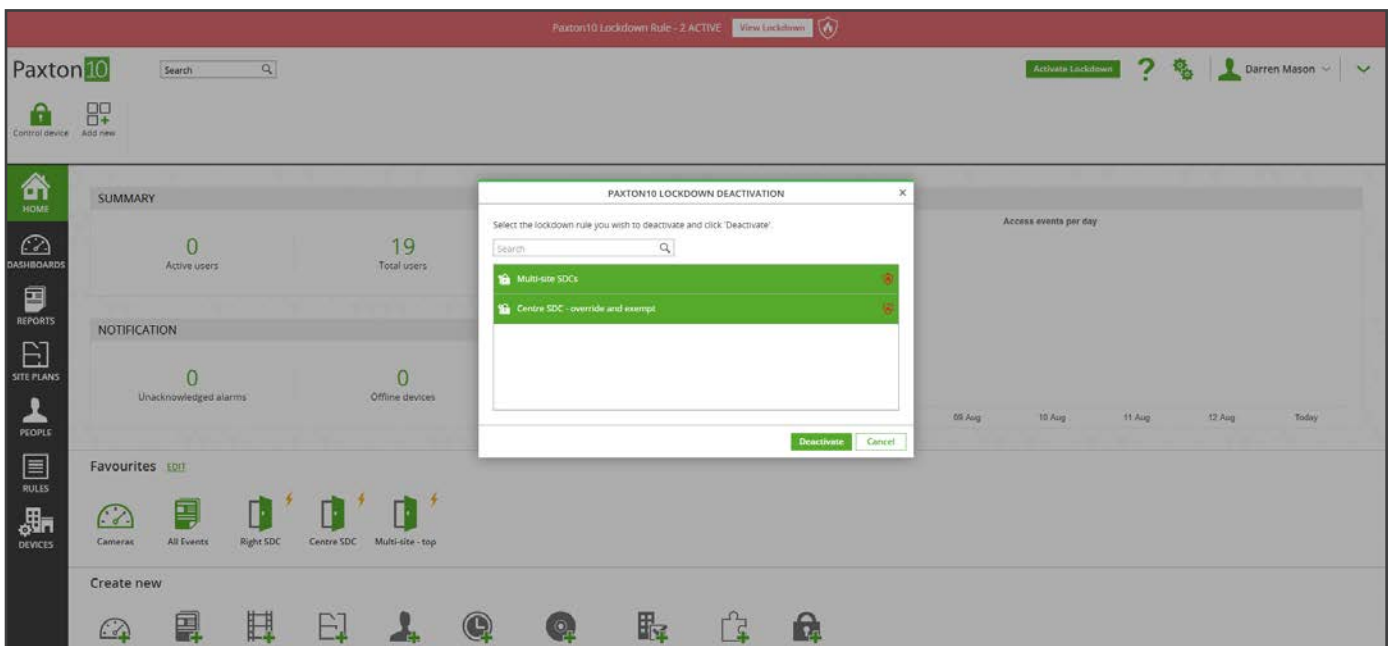 Paxton10 Lockdown Rule - 2 ACTIVE View Lockdown
Paxton10 Search Activate Lockdown ? Darren Mason
Control device Add new
HOME
DASHBOARDS
REPORTS
SITE PLANS
PEOPLE
RULES
DEVICES
SUMMARY
0 19
Active users Total users
NOTIFICATION
0 0
Unacknowledged alarms Offline devices
PAXTON10 LOCKDOWN DEACTIVATION
Select the lockdown rule you wish to deactivate and click 'Deactivate'.
Search
Multi-site SDCs
Centre SDC - override and exempt
Deactivate Cancel
Access events per day
09 Aug 10 Aug 11 Aug 12 Aug Today
Favourites EDIT
Cameras All Events Right SDC Centre SDC Multi-site - top
Create new